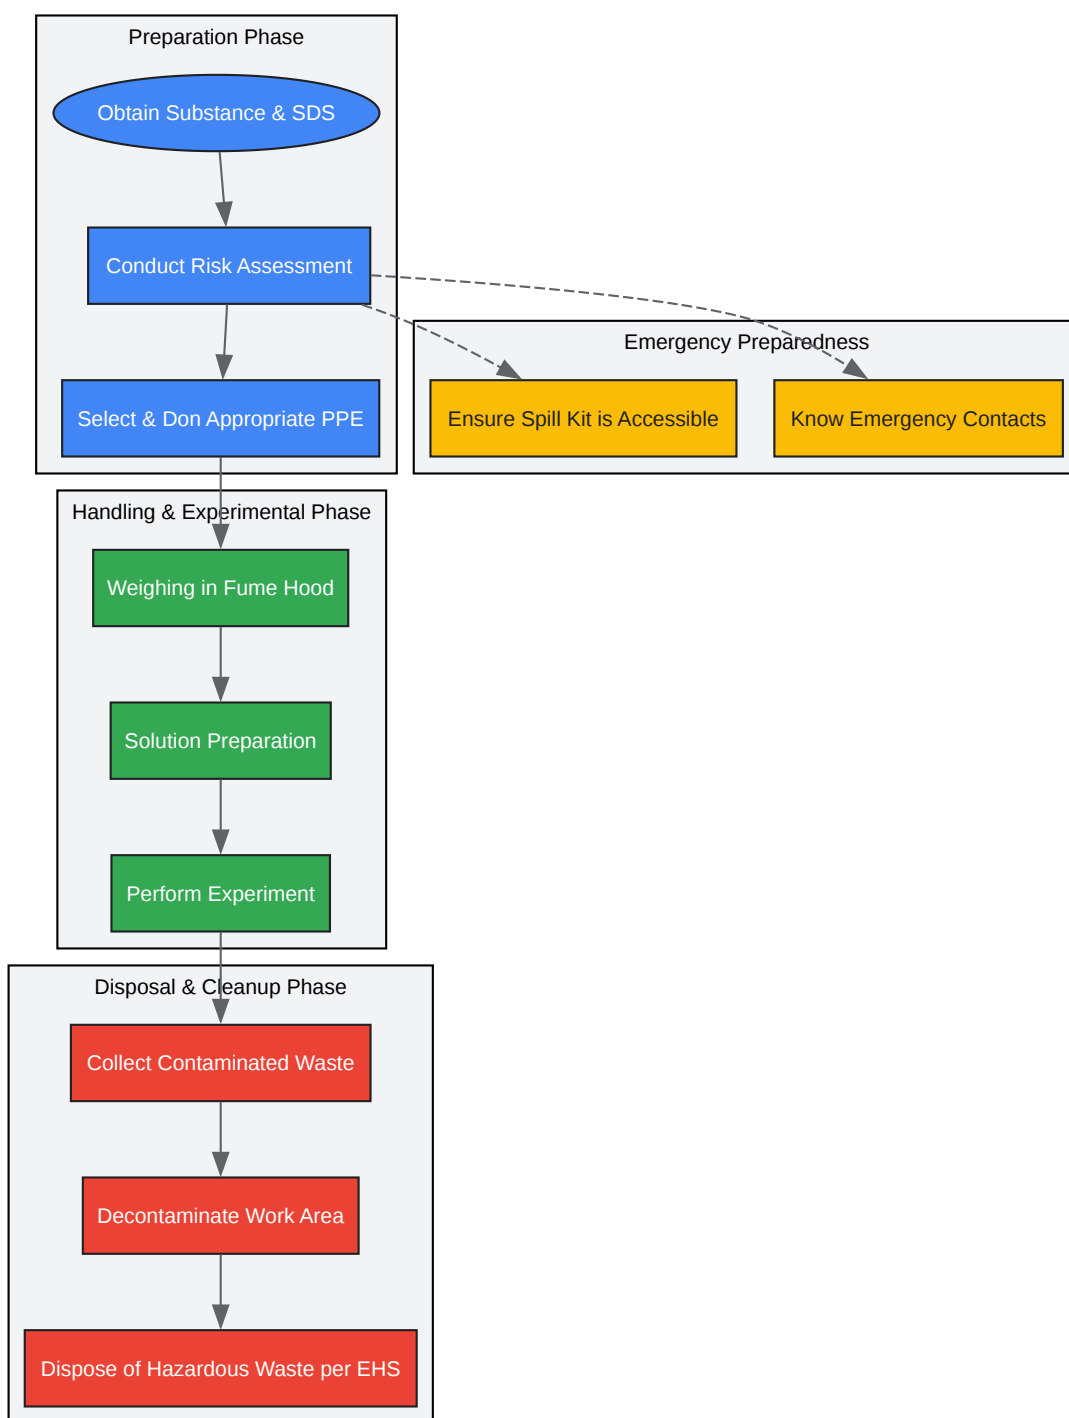 Preparation Phase
Obtain Substance & SDS
Conduct Risk Assessment
Select & Don Appropriate PPE
Emergency Preparedness
Ensure Spill Kit is Accessible
Know Emergency Contacts
Handling & Experimental Phase
Weighing in Fume Hood
Solution Preparation
Perform Experiment
Disposal & Cleanup Phase
Collect Contaminated Waste
Decontaminate Work Area
Dispose of Hazardous Waste per EHS